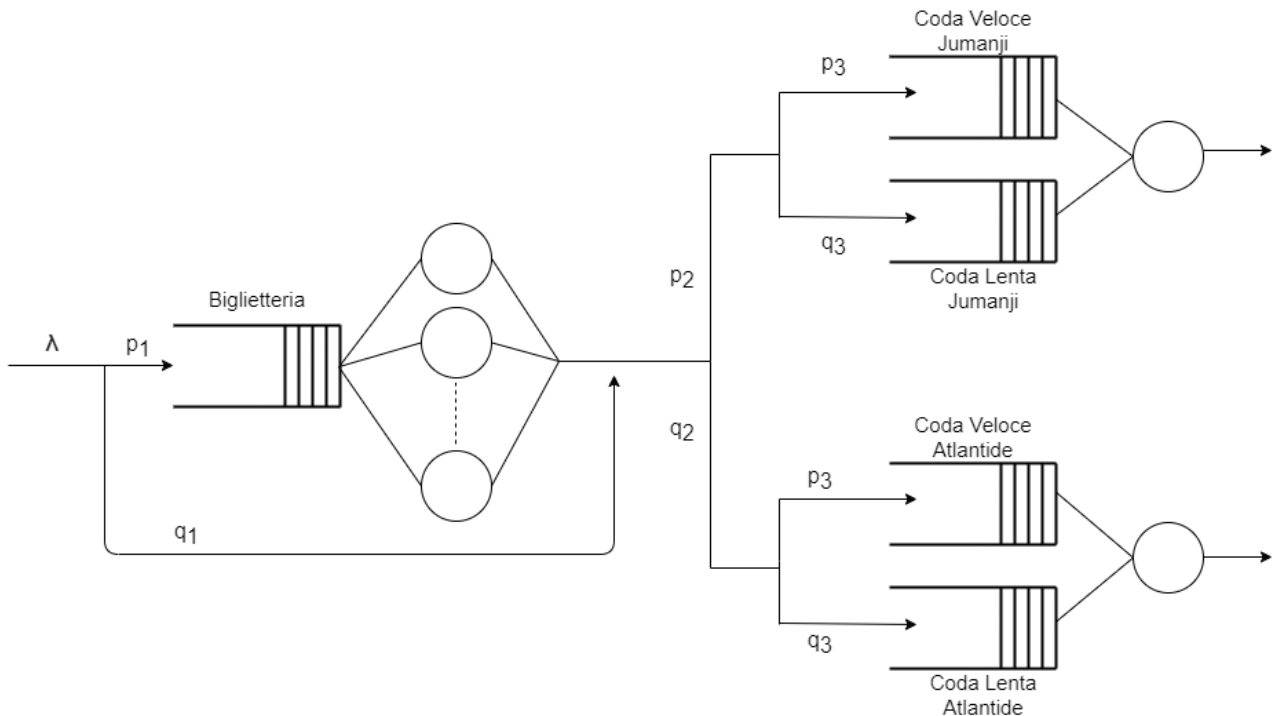 Coda Veloce
Jumanji
p3
q3
Coda Lenta
Jumanji
p2
Biglietteria
λ
p1
q2
q1
Coda Veloce
Atlantide
p3
q3
Coda Lenta
Atlantide